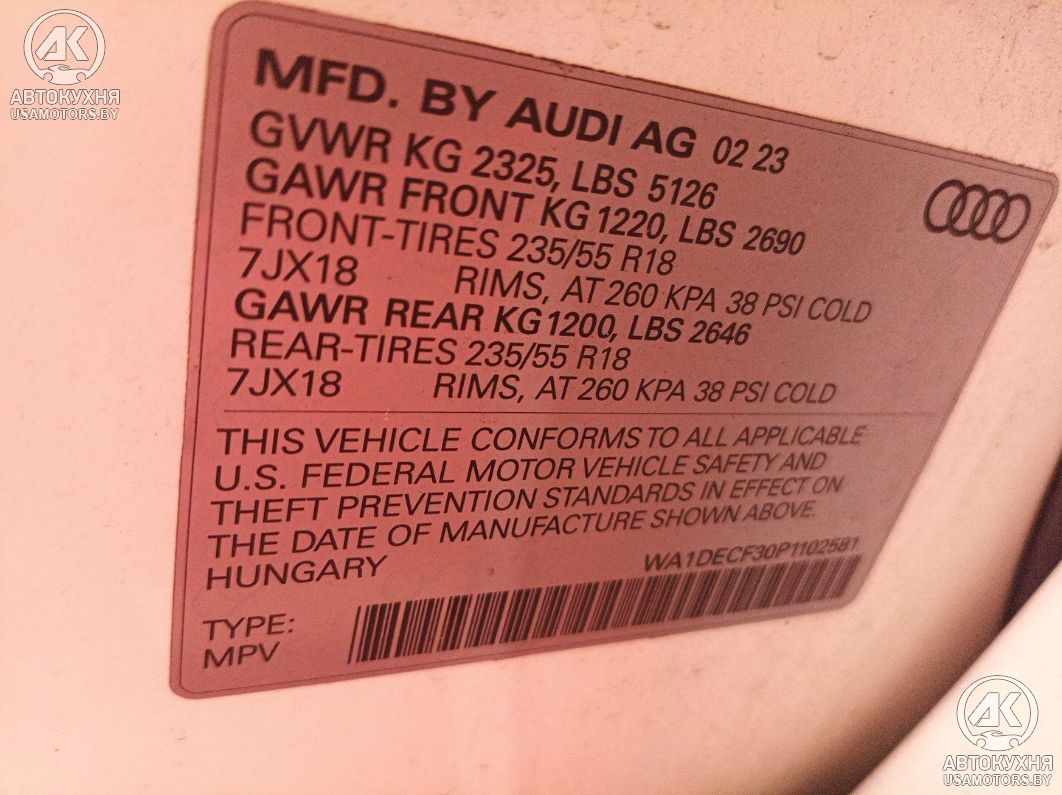 AK
АВТОКУХНЯ
USAMOTORS.BY
MFD. BY AUDI AG 02 23
GVWR KG 2325, LBS 5126
GAWR FRONT KG 1220, LBS 2690
FRONT-TIRES 235/55 R18
7JX18 RIMS, AT 260 KPA 38 PSI COLD
GAWR REAR KG 1200, LBS 2646
REAR-TIRES 235/55 R18
7JX18 RIMS, AT 260 KPA 38 PSI COLD
THIS VEHICLE CONFORMS TO ALL APPLICABLE
U.S. FEDERAL MOTOR VEHICLE SAFETY AND
THEFT PREVENTION STANDARDS IN EFFECT ON
THE DATE OF MANUFACTURE SHOWN ABOVE.
HUNGARY WA1DECF30P1102581
TYPE:
MPV
AK
АВТОКУХНЯ
USAMOTORS.BY